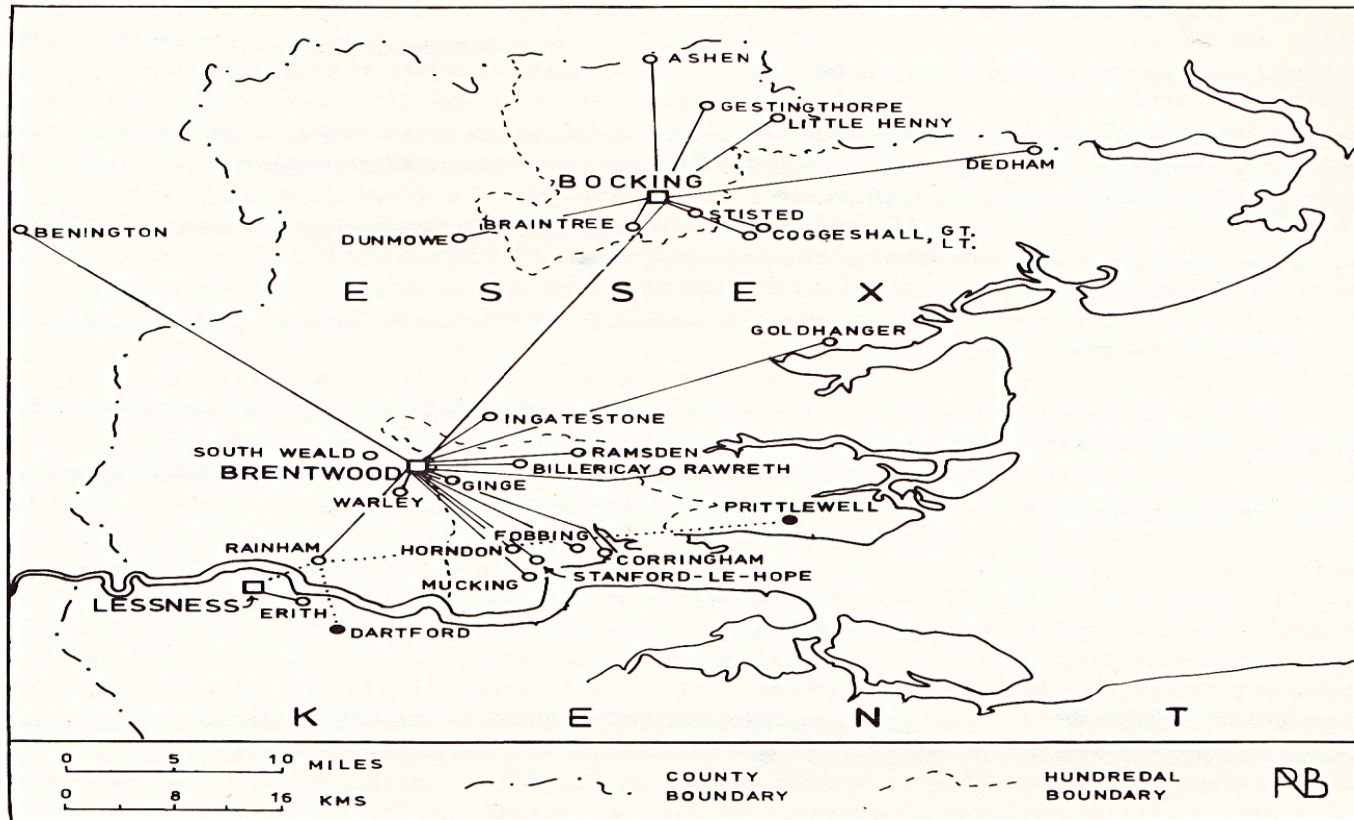 ASHEN
GESTINGTHORPE
LITTLE HENNY
DEDHAM
BOCKING
BRAINTREE
STISTED
DUNMOWE
COGGESHALL, GT.
LT.
BENINGTON
ESSEX
GOLDHANGER
INGATESTONE
SOUTH WEALD
RAMSDEN
BRENTWOOD
BILLERICAY
RAWRETH
GINGE
WARLEY
PRITTLEWELL
FOBBING
RAINHAM
HORNDON
CORRINGHAM
MUCKING
STANFORD-LE-HOPE
LESSNESS
ERITH
DARTFORD
KENT
0 5 10 MILES
0 8 16 KMS
COUNTY BOUNDARY
HUNDREDAL BOUNDARY